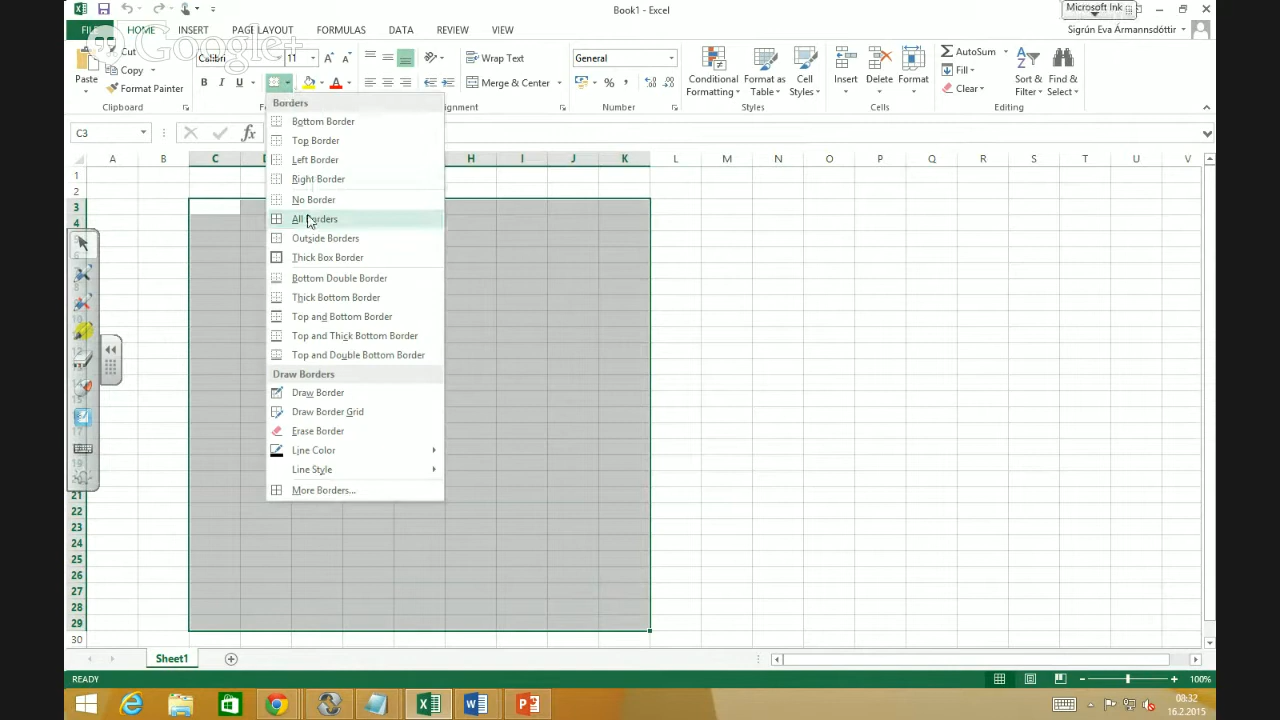 Book1 - Excel
Microsoft Ink
FILE HOME INSERT PAGE LAYOUT FORMULAS DATA REVIEW VIEW
Sigrún Eva Ármannsdóttir
Google+
Paste
Cut
Copy
Format Painter
Clipboard
Calibri 11
B I U
Wrap Text
Merge & Center
General
Number
Conditional Formatting
Format as Table
Cell Styles
Styles
Insert Delete Format
Cells
AutoSum
Fill
Clear
Sort & Filter
Find & Select
Editing
C3
fx
Borders
Bottom Border
Top Border
Left Border
Right Border
No Border
All Borders
Outside Borders
Thick Box Border
Bottom Double Border
Thick Bottom Border
Top and Bottom Border
Top and Thick Bottom Border
Top and Double Bottom Border
Draw Borders
Draw Border
Draw Border Grid
Erase Border
Line Color
Line Style
More Borders...
A B C H I J K L M N O P Q R S T U V
1
2
3
4
21
22
23
24
25
26
27
28
29
30
Sheet1
READY
100%
08:32
16.2.2015